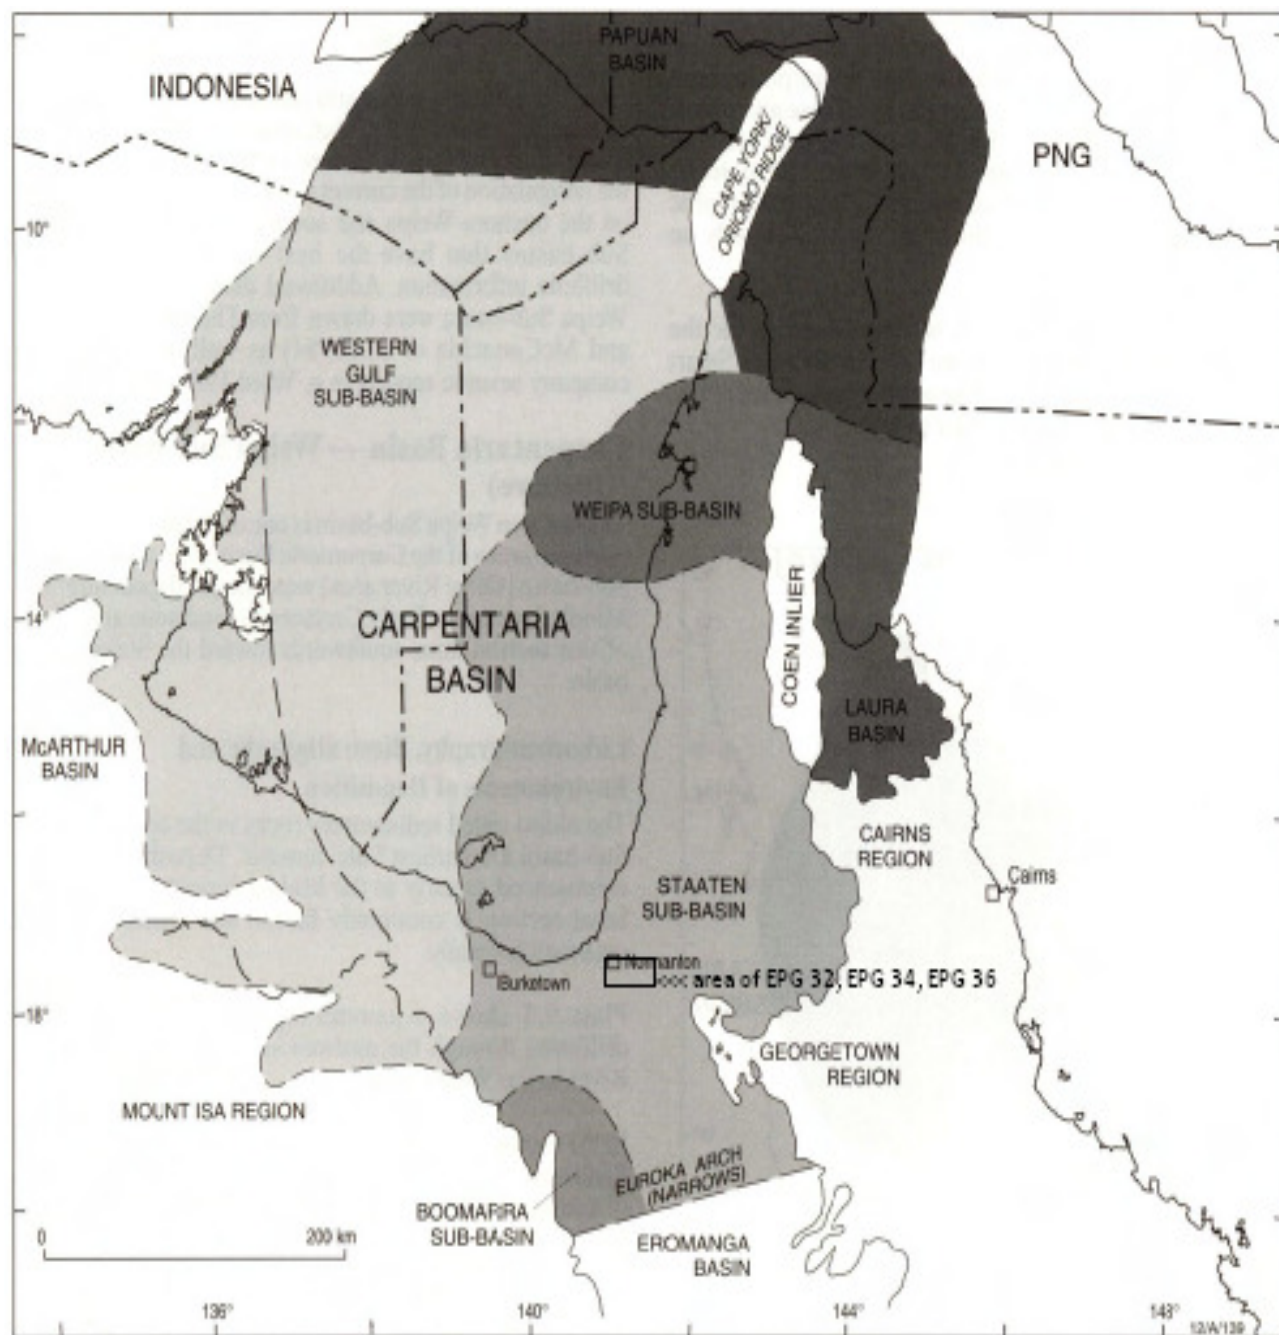 PAPUAN
BASIN
INDONESIA
PNG
CAPE YORK/
ORIOMO RIDGE
10°
WESTERN
GULF
SUB-BASIN
WEIPA SUB-BASIN
COEN INLIER
14°
CARPENTARIA
BASIN
LAURA
BASIN
McARTHUR
BASIN
CAIRNS
REGION
Cairns
STAATEN
SUB-BASIN
Normanton
Burketown
area of EPG 32, EPG 34, EPG 36
18°
GEORGETOWN
REGION
MOUNT ISA REGION
EUROKA ARCH
(NARROWS)
BOOMARRA
SUB-BASIN
0
200 km
EROMANGA
BASIN
136°
140°
144°
148°
12/A/139